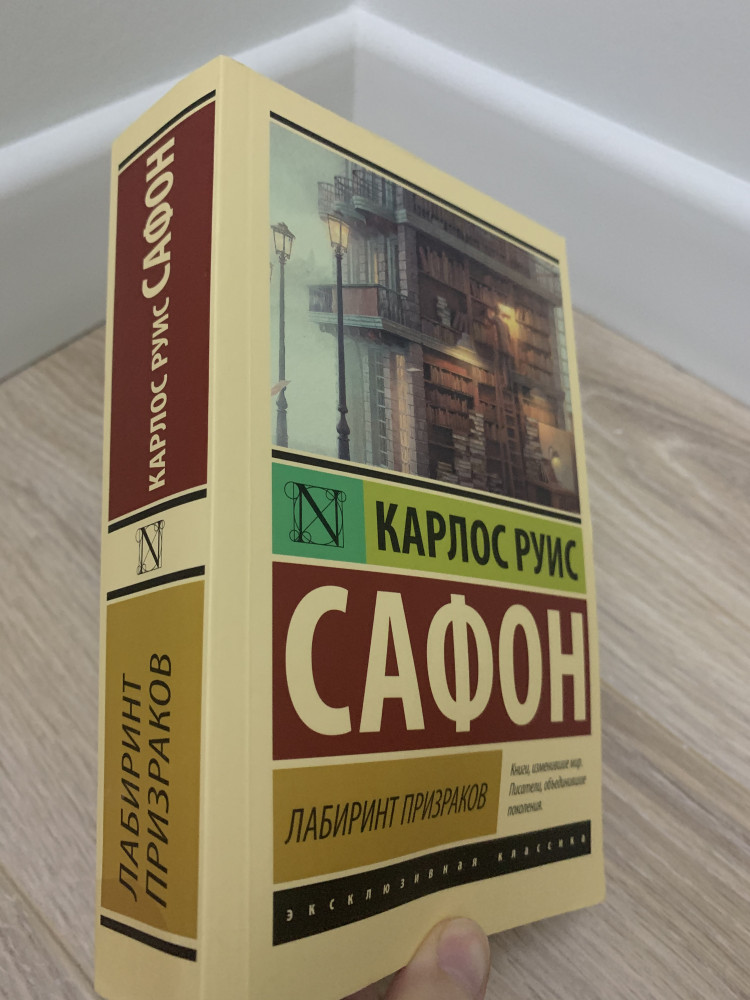 КАРЛОС РУИС САФОН
N
ЛАБИРИНТ
ПРИЗРАКОВ
N
КАРЛОС РУИС
САФОН
ЛАБИРИНТ ПРИЗРАКОВ
Книги, изменившие мир.
Писатели, объединившие
поколения.
эксклюзивная классика